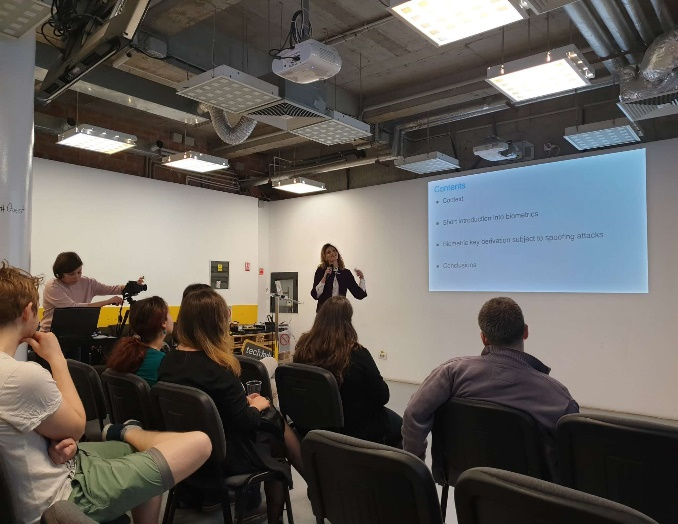 Contents
Context
Short introduction into biometrics
Biometric key derivation subject to spoofing attacks
Conclusions